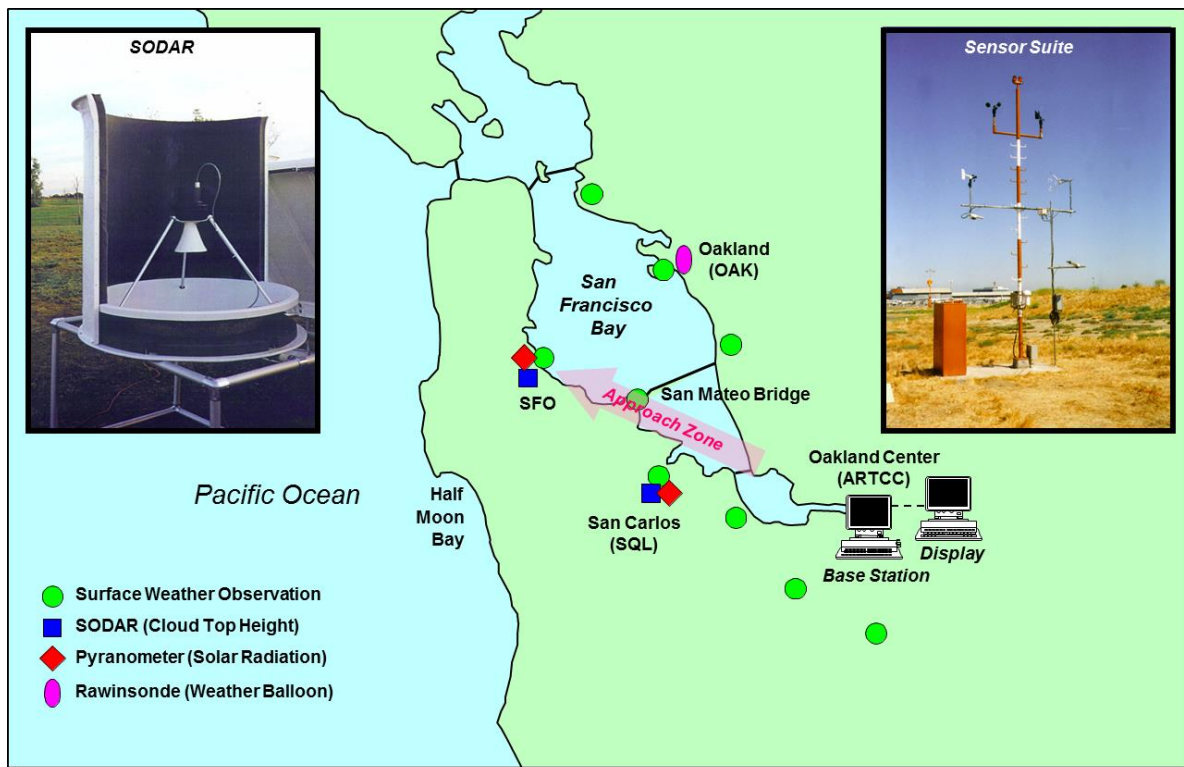 SODAR
Sensor Suite
Oakland
(OAK)
San
Francisco
Bay
San Mateo Bridge
SFO
Approach Zone
Oakland Center
(ARTCC)
Pacific Ocean
Half
Moon
Bay
San Carlos
(SQL)
Display
Base Station
Surface Weather Observation
SODAR (Cloud Top Height)
Pyranometer (Solar Radiation)
Rawinsonde (Weather Balloon)